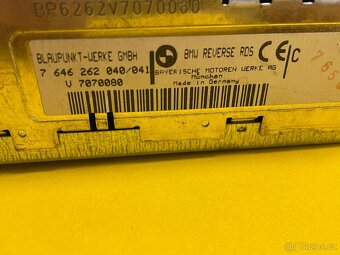 BP6262V7070080
BLAUPUNKT-WERKE GMBH
BMW REVERSE RDS
7 646 262 040/041
BAYERISCHE MOTOREN WERKE AG
V 7070080
München
Made in Germany
765